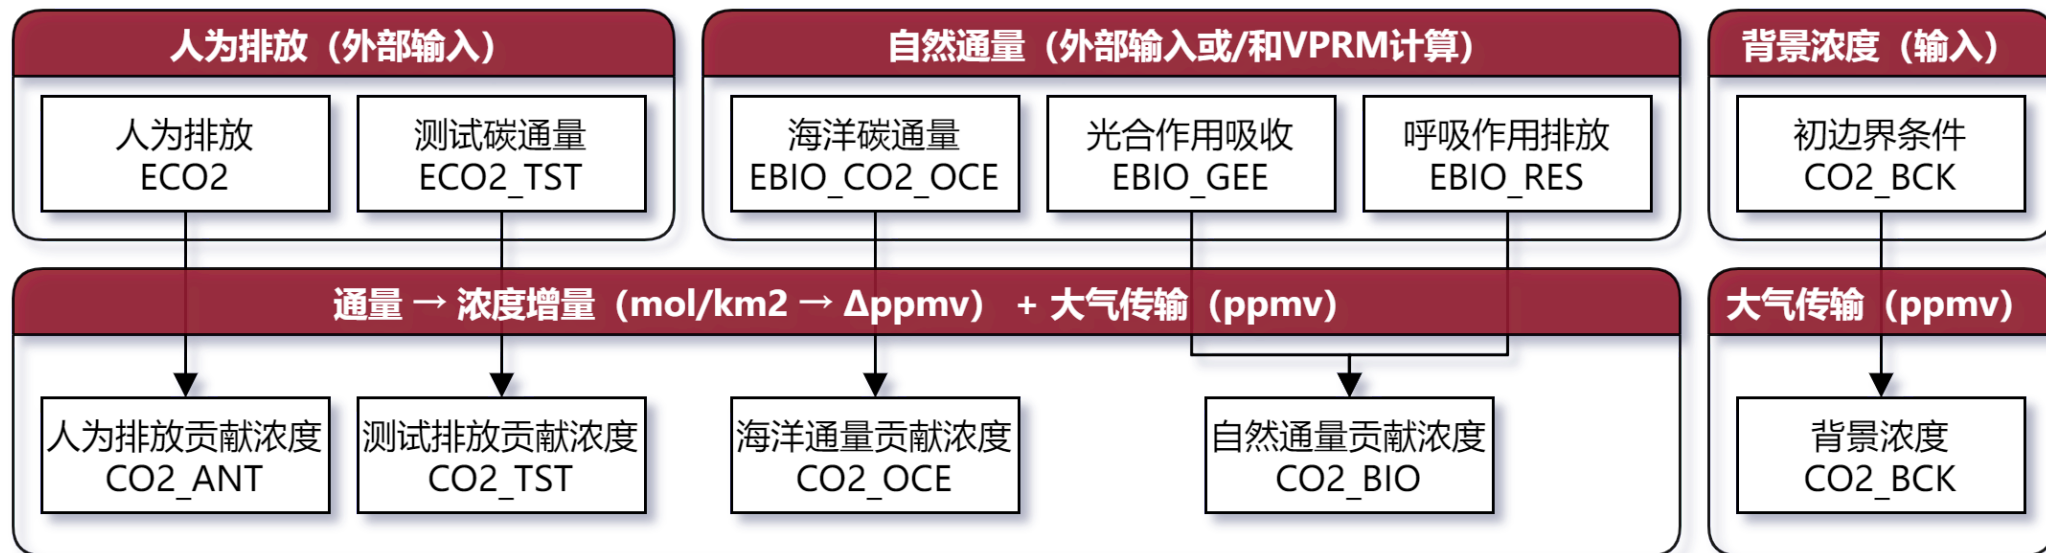 人为排放（外部输入）
人为排放
ECO2
测试碳通量
ECO2_TST
自然通量（外部输入或/和VPRM计算）
海洋碳通量
EBIO_CO2_OCE
光合作用吸收
EBIO_GEE
呼吸作用排放
EBIO_RES
背景浓度（输入）
初边界条件
CO2_BCK
通量 → 浓度增量（mol/km2 → Δppmv） + 大气传输（ppmv）
人为排放贡献浓度
CO2_ANT
测试排放贡献浓度
CO2_TST
海洋通量贡献浓度
CO2_OCE
自然通量贡献浓度
CO2_BIO
大气传输（ppmv）
背景浓度
CO2_BCK